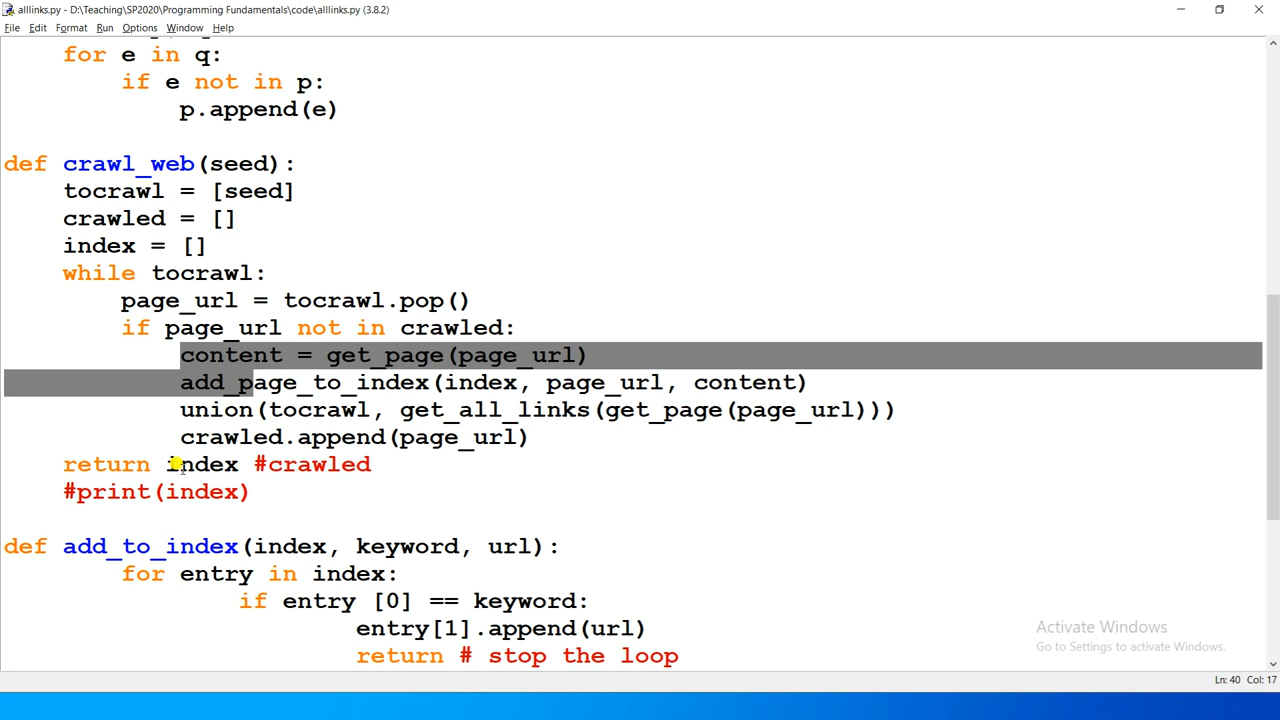 alllinks.py - D:\Teaching\SP2020\Programming Fundamentals\code\alllinks.py (3.8.2)
File Edit Format Run Options Window Help
for e in q:
if e not in p:
p.append(e)
def crawl_web(seed):
tocrawl = [seed]
crawled = []
index = []
while tocrawl:
page_url = tocrawl.pop()
if page_url not in crawled:
content = get_page(page_url)
add_page_to_index(index, page_url, content)
union(tocrawl, get_all_links(get_page(page_url)))
crawled.append(page_url)
return index #crawled
#print(index)
def add_to_index(index, keyword, url):
for entry in index:
if entry [0] == keyword:
entry[1].append(url)
return # stop the loop
Activate Windows
Go to Settings to activate Windows.
Ln: 40 Col: 17